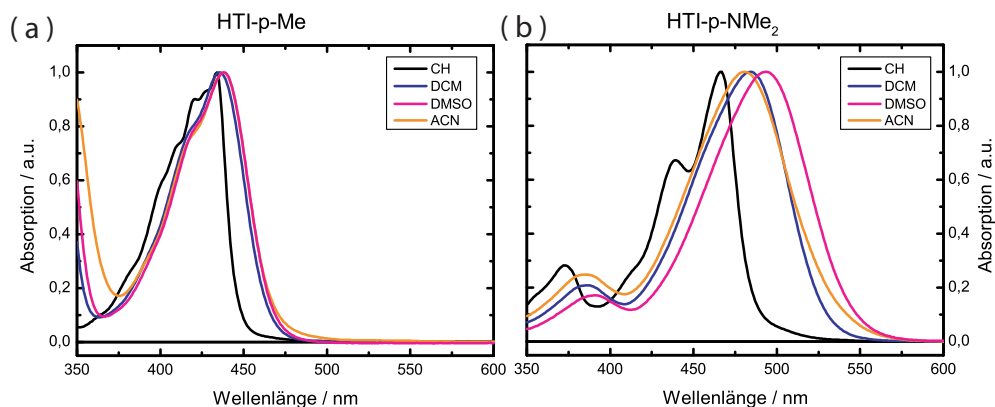 (a)
HTI-p-Me
1,0
0,8
0,6
0,4
0,2
0,0
Absorption / a.u.
CH
DCM
DMSO
ACN
350 400 450 500 550 600
Wellenlänge / nm
(b)
HTI-p-NMe₂
CH
DCM
DMSO
ACN
1,0
0,8
0,6
0,4
0,2
0,0
Absorption / a.u.
350 400 450 500 550 600
Wellenlänge / nm